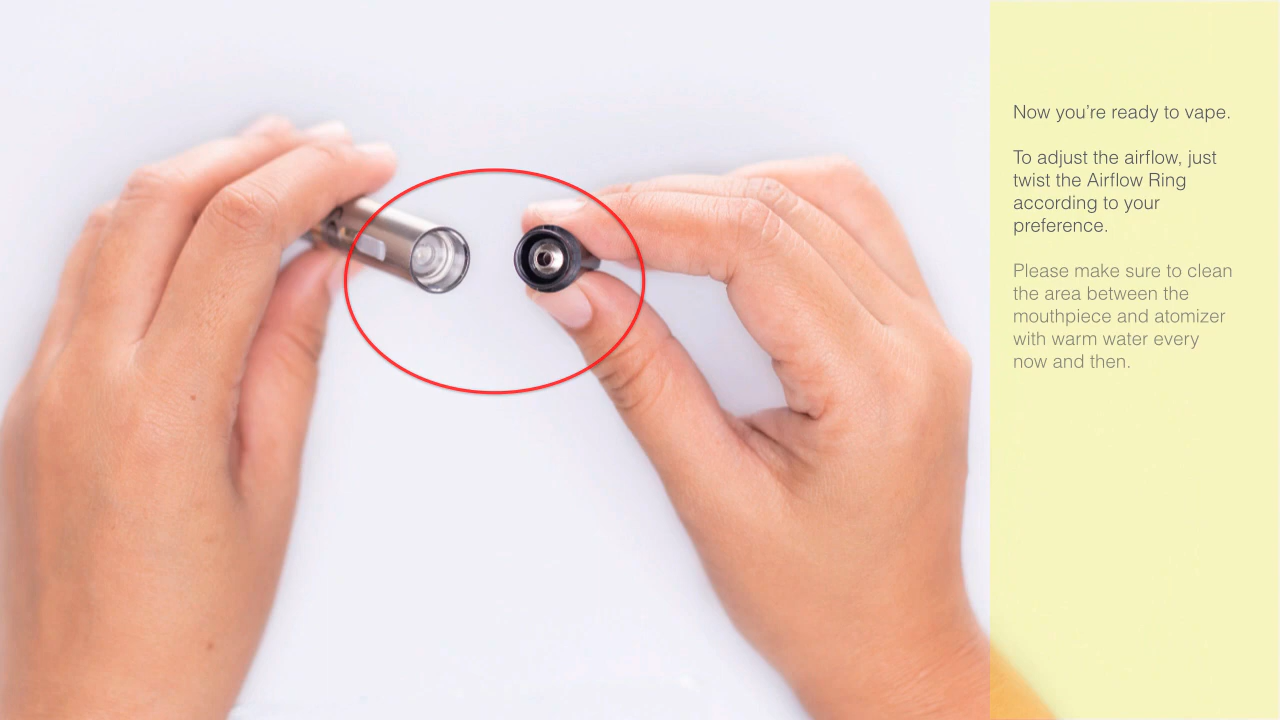 Now you're ready to vape.
To adjust the airflow, just
twist the Airflow Ring
according to your
preference.
Please make sure to clean
the area between the
mouthpiece and atomizer
with warm water every
now and then.